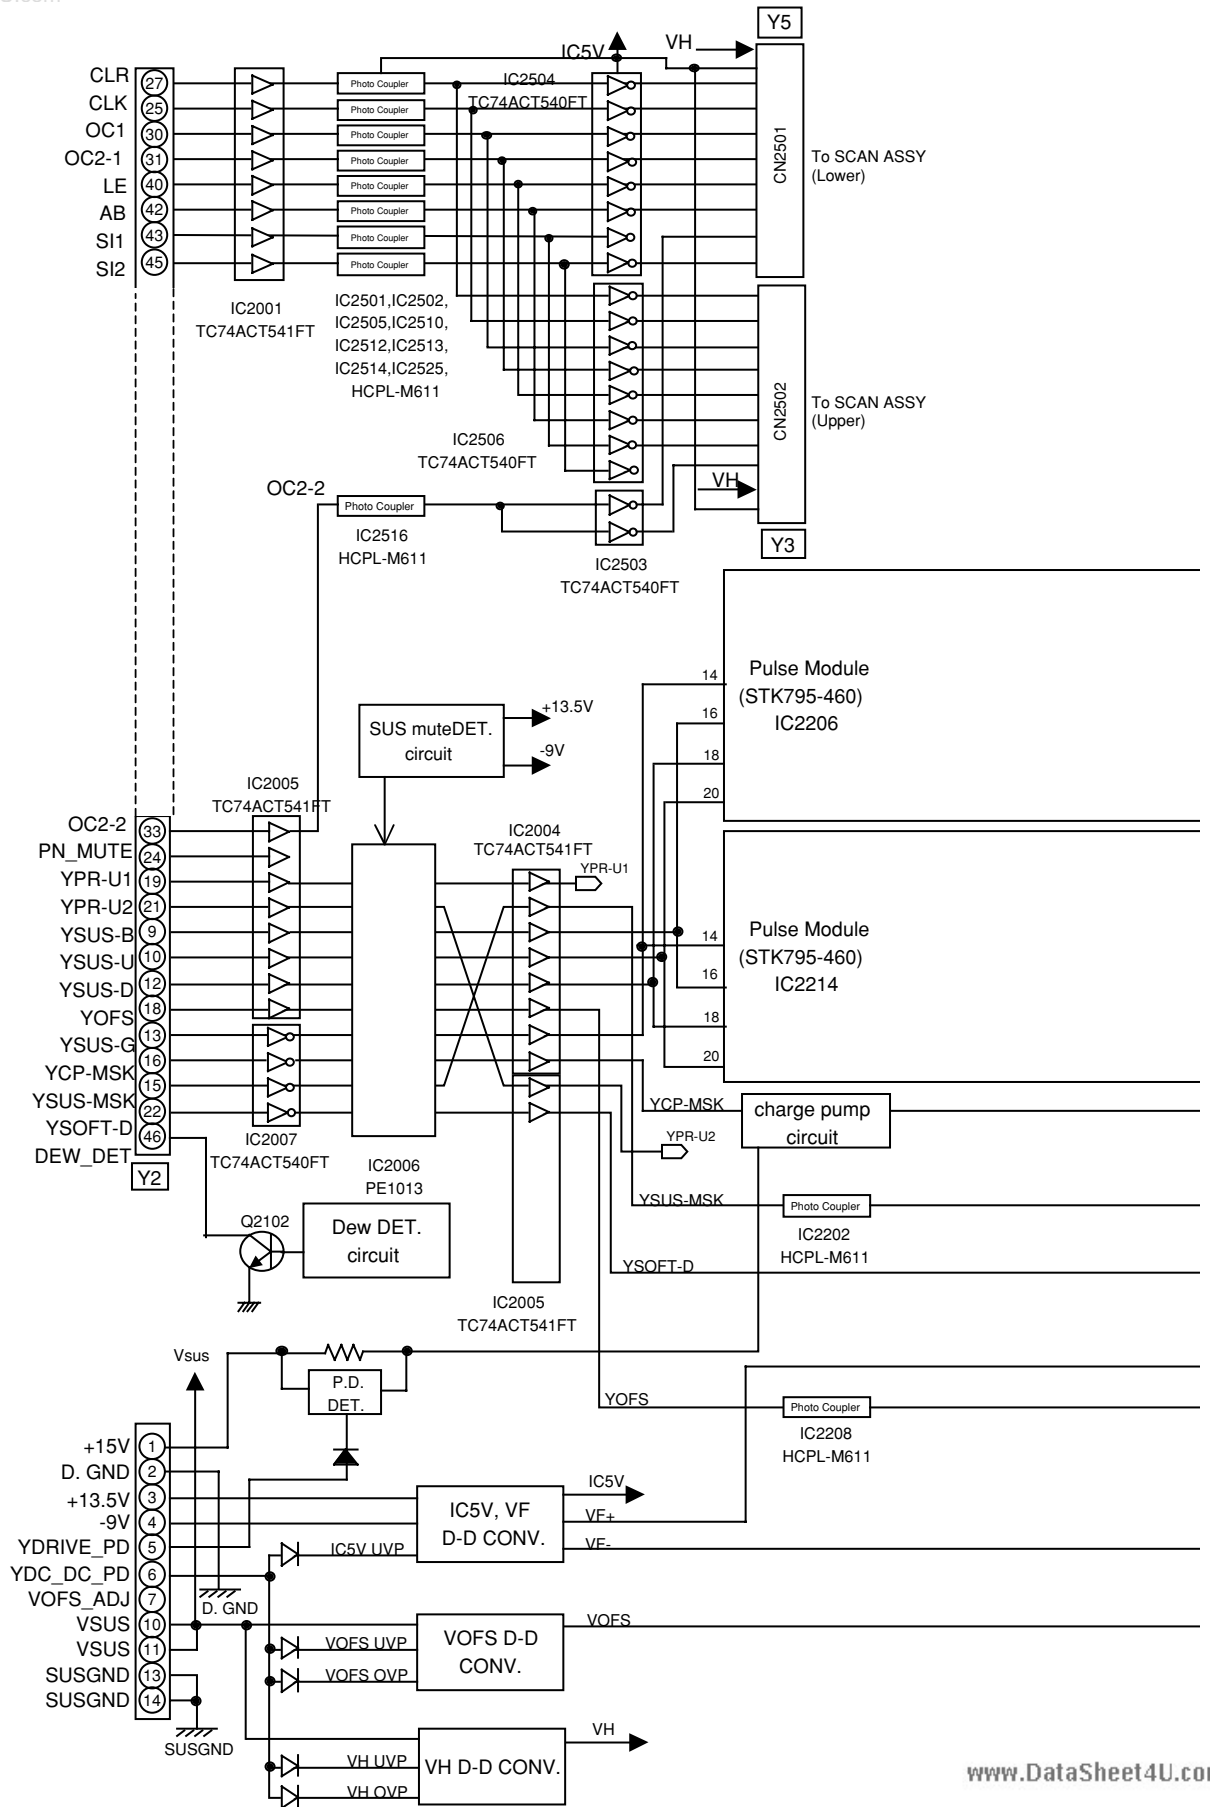 Y5
VH
IC5V
CLR
27
Photo Coupler
IC2504
TC74ACT540FT
CLK
25
Photo Coupler
OC1
30
Photo Coupler
OC2-1
31
Photo Coupler
CN2501
To SCAN ASSY
(Lower)
LE
40
Photo Coupler
AB
42
Photo Coupler
SI1
43
Photo Coupler
SI2
45
Photo Coupler
IC2001
TC74ACT541FT
IC2501,IC2502,
IC2505,IC2510,
IC2512,IC2513,
IC2514,IC2525,
HCPL-M611
CN2502
To SCAN ASSY
(Upper)
IC2506
TC74ACT540FT
VH
OC2-2
Photo Coupler
IC2516
HCPL-M611
Y3
IC2503
TC74ACT540FT
14
16
18
20
Pulse Module
(STK795-460)
IC2206
SUS muteDET.
circuit
+13.5V
-9V
IC2005
TC74ACT541FT
IC2004
TC74ACT541FT
YPR-U1
OC2-2
33
PN_MUTE
24
YPR-U1
19
YPR-U2
21
YSUS-B
9
YSUS-U
10
YSUS-D
12
YOFS
18
YSUS-G
13
YCP-MSK
16
YSUS-MSK
15
YSOFT-D
22
DEW_DET
46
Y2
14
16
18
20
Pulse Module
(STK795-460)
IC2214
IC2007
TC74ACT540FT
IC2006
PE1013
YCP-MSK
charge pump
circuit
YPR-U2
YSUS-MSK
Photo Coupler
IC2202
HCPL-M611
Q2102
Dew DET.
circuit
YSOFT-D
IC2005
TC74ACT541FT
Vsus
P.D.
DET.
YOFS
Photo Coupler
IC2208
HCPL-M611
+15V
1
D. GND
2
+13.5V
3
-9V
4
YDRIVE_PD
5
YDC_DC_PD
6
VOFS_ADJ
7
VSUS
10
VSUS
11
SUSGND
13
SUSGND
14
IC5V, VF
D-D CONV.
IC5V
VF+
VF-
IC5V UVP
D. GND
VOFS UVP
VOFS OVP
VOFS D-D
CONV.
VOFS
SUSGND
VH UVP
VH OVP
VH D-D CONV.
VH